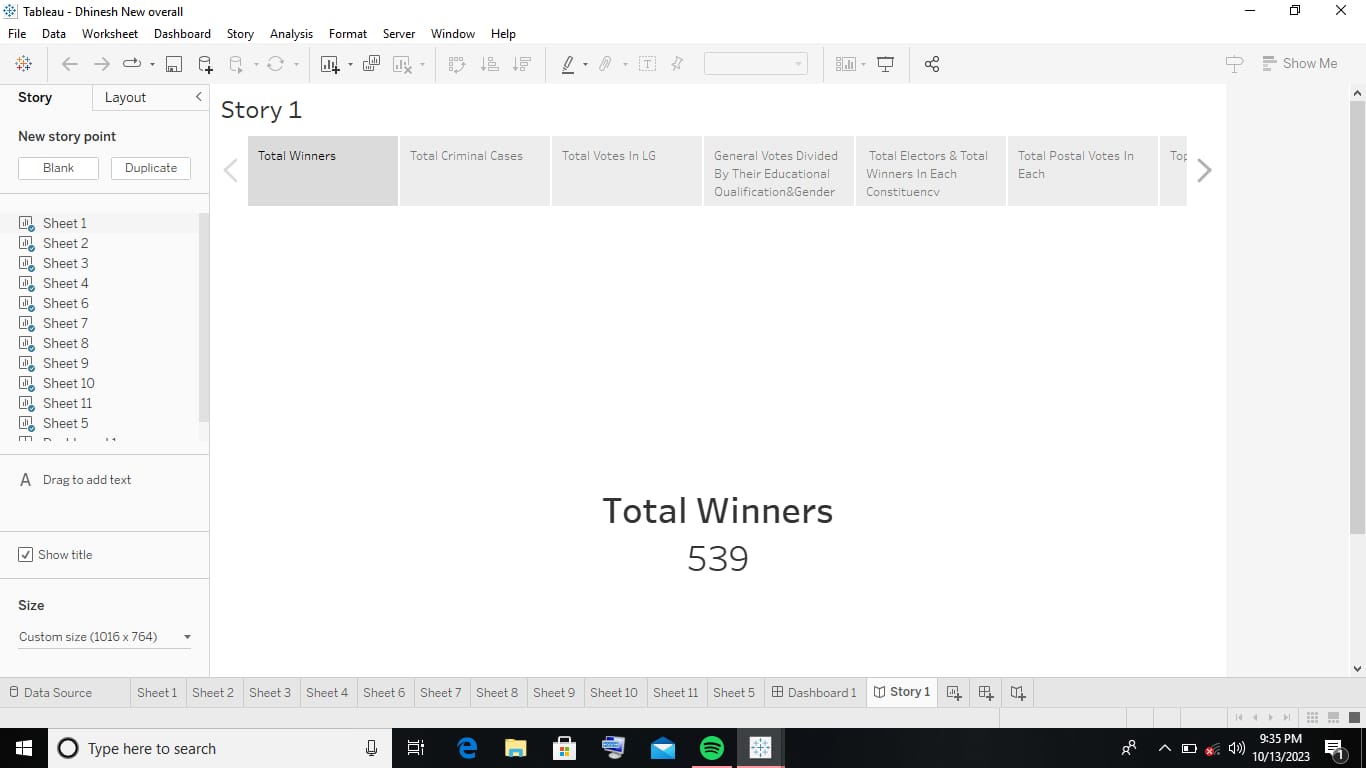 Tableau - Dhinesh New overall
File Data Worksheet Dashboard Story Analysis Format Server Window Help
Show Me
Story Layout
New story point
Blank Duplicate
Sheet 1
Sheet 2
Sheet 3
Sheet 4
Sheet 6
Sheet 7
Sheet 8
Sheet 9
Sheet 10
Sheet 11
Sheet 5
A Drag to add text
Show title
Size
Custom size (1016 x 764)
Story 1
Total Winners
Total Criminal Cases
Total Votes In LG
General Votes Divided
By Their Educational
Qualification&Gender
Total Electors & Total
Winners In Each
Constituency
Total Postal Votes In
Each
Total Winners
539
Data Source Sheet 1 Sheet 2 Sheet 3 Sheet 4 Sheet 6 Sheet 7 Sheet 8 Sheet 9 Sheet 10 Sheet 11 Sheet 5 Dashboard 1 Story 1
Type here to search
9:35 PM
10/13/2023
1